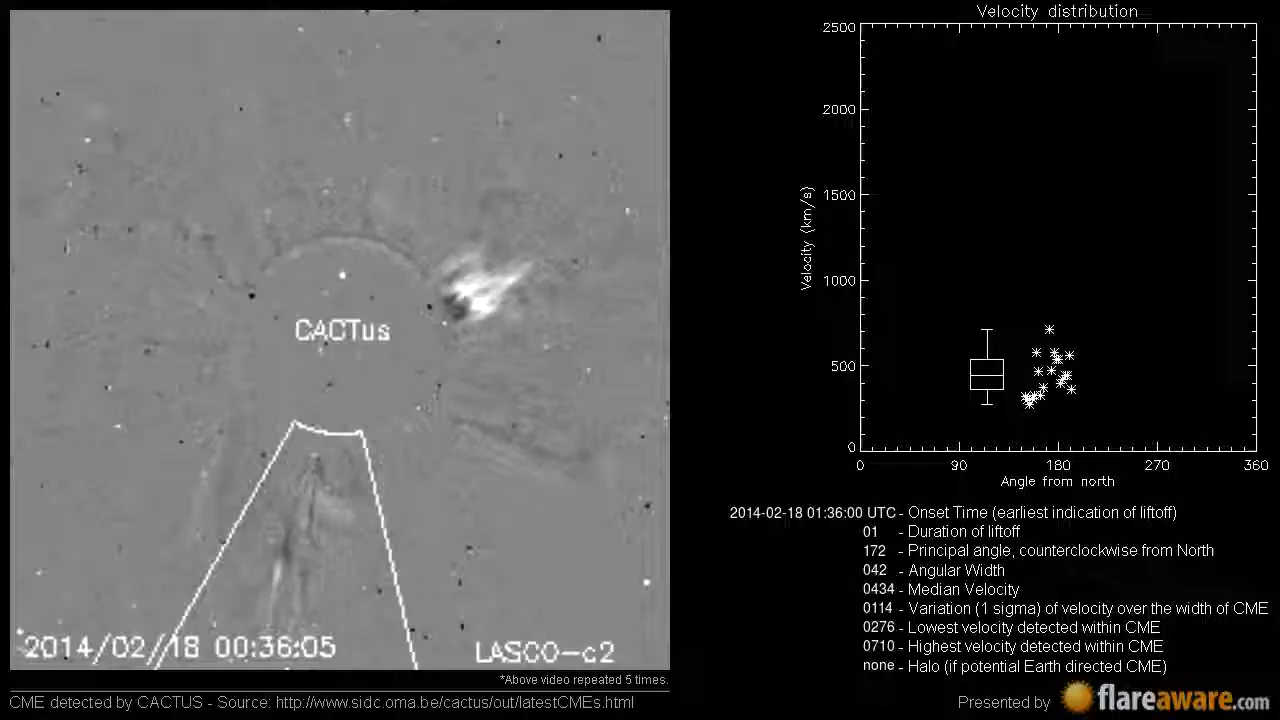 CACTus
2014/02/18 00:36:05
LASCO-c2
*Above video repeated 5 times.
CME detected by CACTUS - Source: http://www.sidc.oma.be/cactus/out/latestCMEs.html
Velocity distribution
2500
2000
1500
1000
500
0
Velocity (km/s)
0 90 180 270 360
Angle from north
2014-02-18 01:36:00 UTC - Onset Time (earliest indication of liftoff)
01 - Duration of liftoff
172 - Principal angle, counterclockwise from North
042 - Angular Width
0434 - Median Velocity
0114 - Variation (1 sigma) of velocity over the width of CME
0276 - Lowest velocity detected within CME
0710 - Highest velocity detected within CME
none - Halo (if potential Earth directed CME)
Presented by flareaware.com